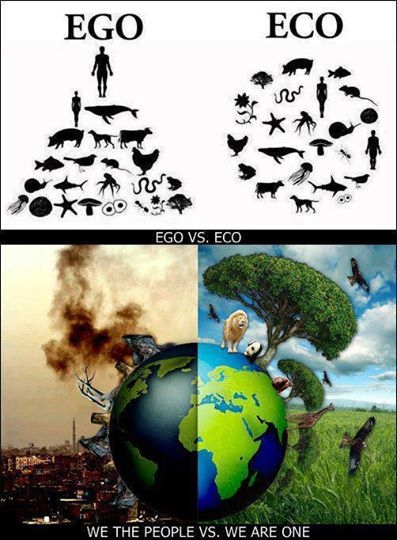 EGO
ECO
EGO VS. ECO
WE THE PEOPLE VS. WE ARE ONE